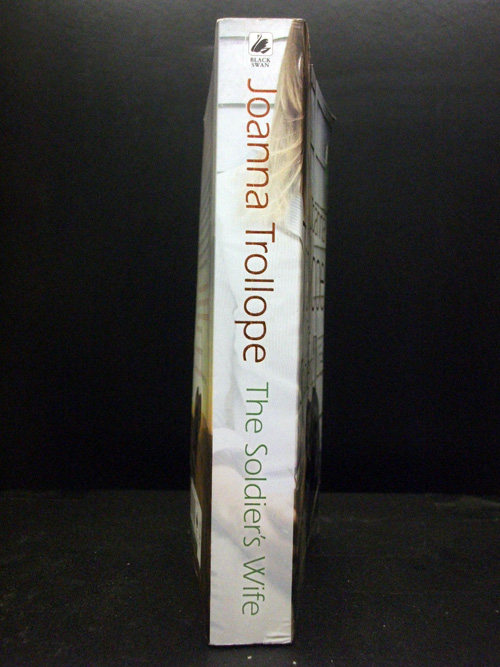 BLACK
SWAN
Joanna Trollope The Soldier's Wife